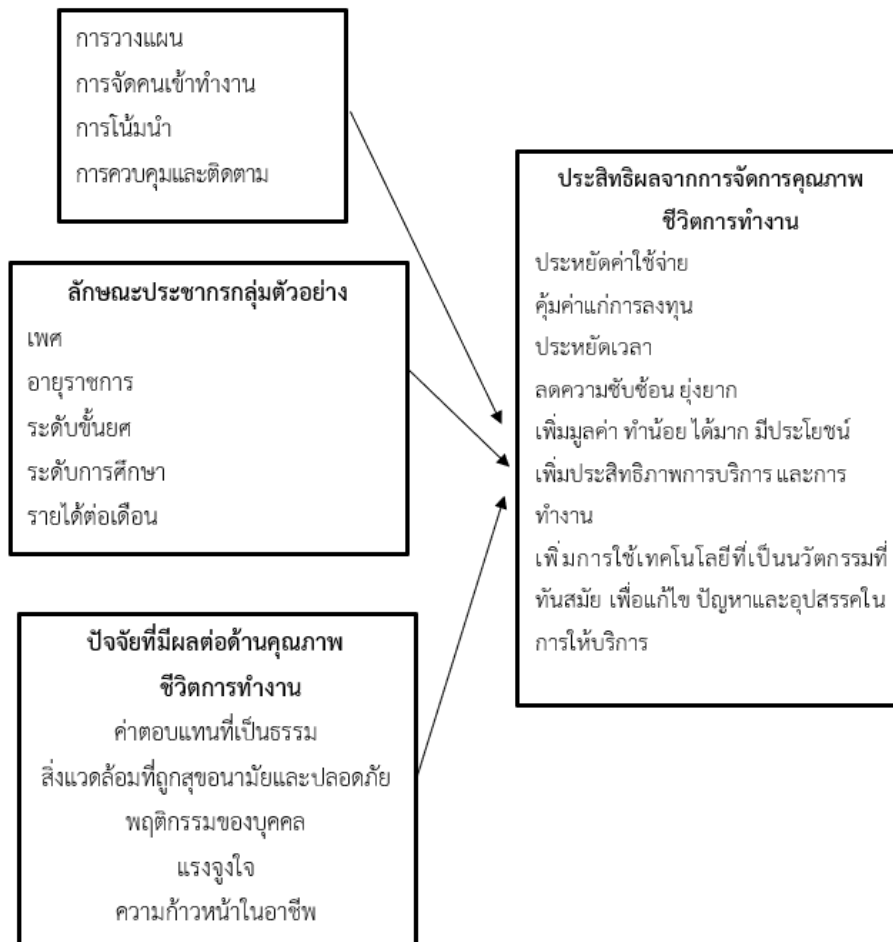 การวางแผน
การจัดคนเข้าทำงาน
การโน้มนำ
การควบคุมและติดตาม
ลักษณะประชากรกลุ่มตัวอย่าง
เพศ
อายุราชการ
ระดับขั้นยศ
ระดับการศึกษา
รายได้ต่อเดือน
ปัจจัยที่มีผลต่อด้านคุณภาพ
ชีวิตการทำงาน
ค่าตอบแทนที่เป็นธรรม
สิ่งแวดล้อมที่ถูกสุขอนามัยและปลอดภัย
พฤติกรรมของบุคคล
แรงจูงใจ
ความก้าวหน้าในอาชีพ
ประสิทธิผลจากการจัดการคุณภาพ
ชีวิตการทำงาน
ประหยัดค่าใช้จ่าย
คุ้มค่าแก่การลงทุน
ประหยัดเวลา
ลดความซับซ้อน ยุ่งยาก
เพิ่มมูลค่า ทำน้อย ได้มาก มีประโยชน์
เพิ่มประสิทธิภาพการบริการ และการ
ทำงาน
เพิ่มการใช้เทคโนโลยีที่เป็นนวัตกรรมที่
ทันสมัย เพื่อแก้ไข ปัญหาและอุปสรรคใน
การให้บริการ